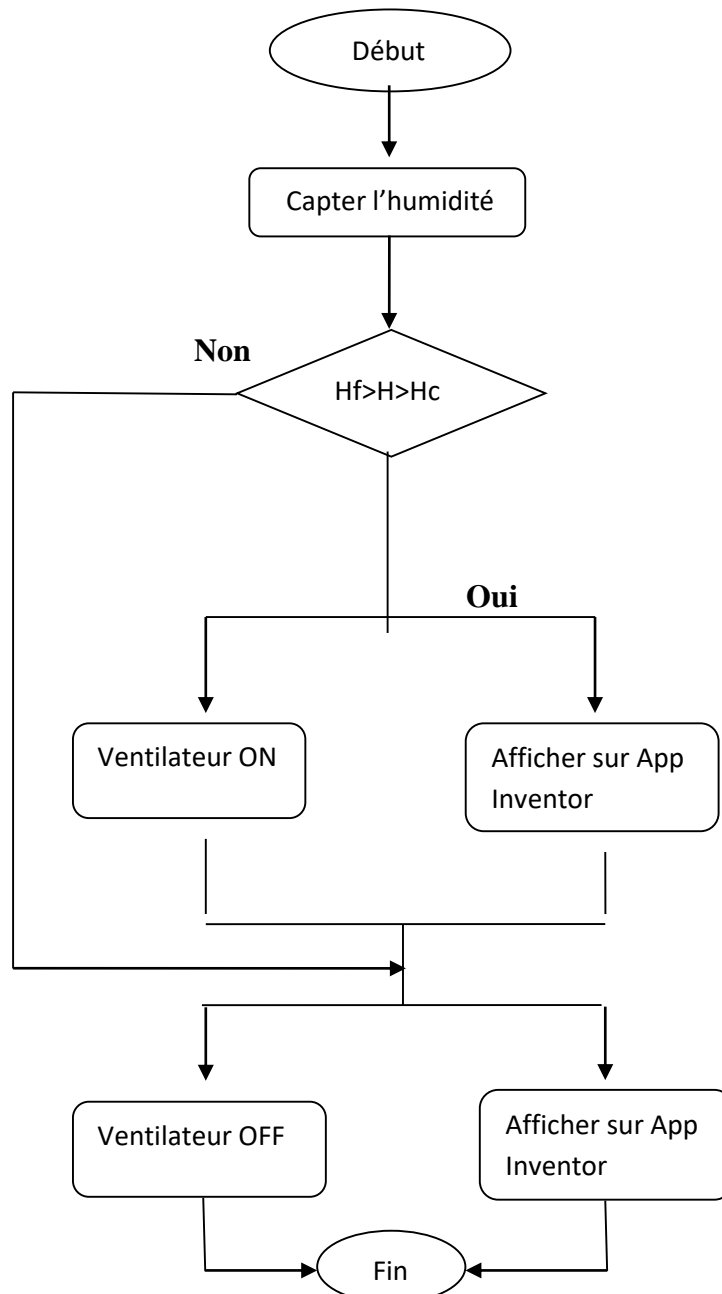 Début
Capter l’humidité
Non
Hf>H>Hc
Oui
Ventilateur ON
Afficher sur App
Inventor
Ventilateur OFF
Afficher sur App
Inventor
Fin